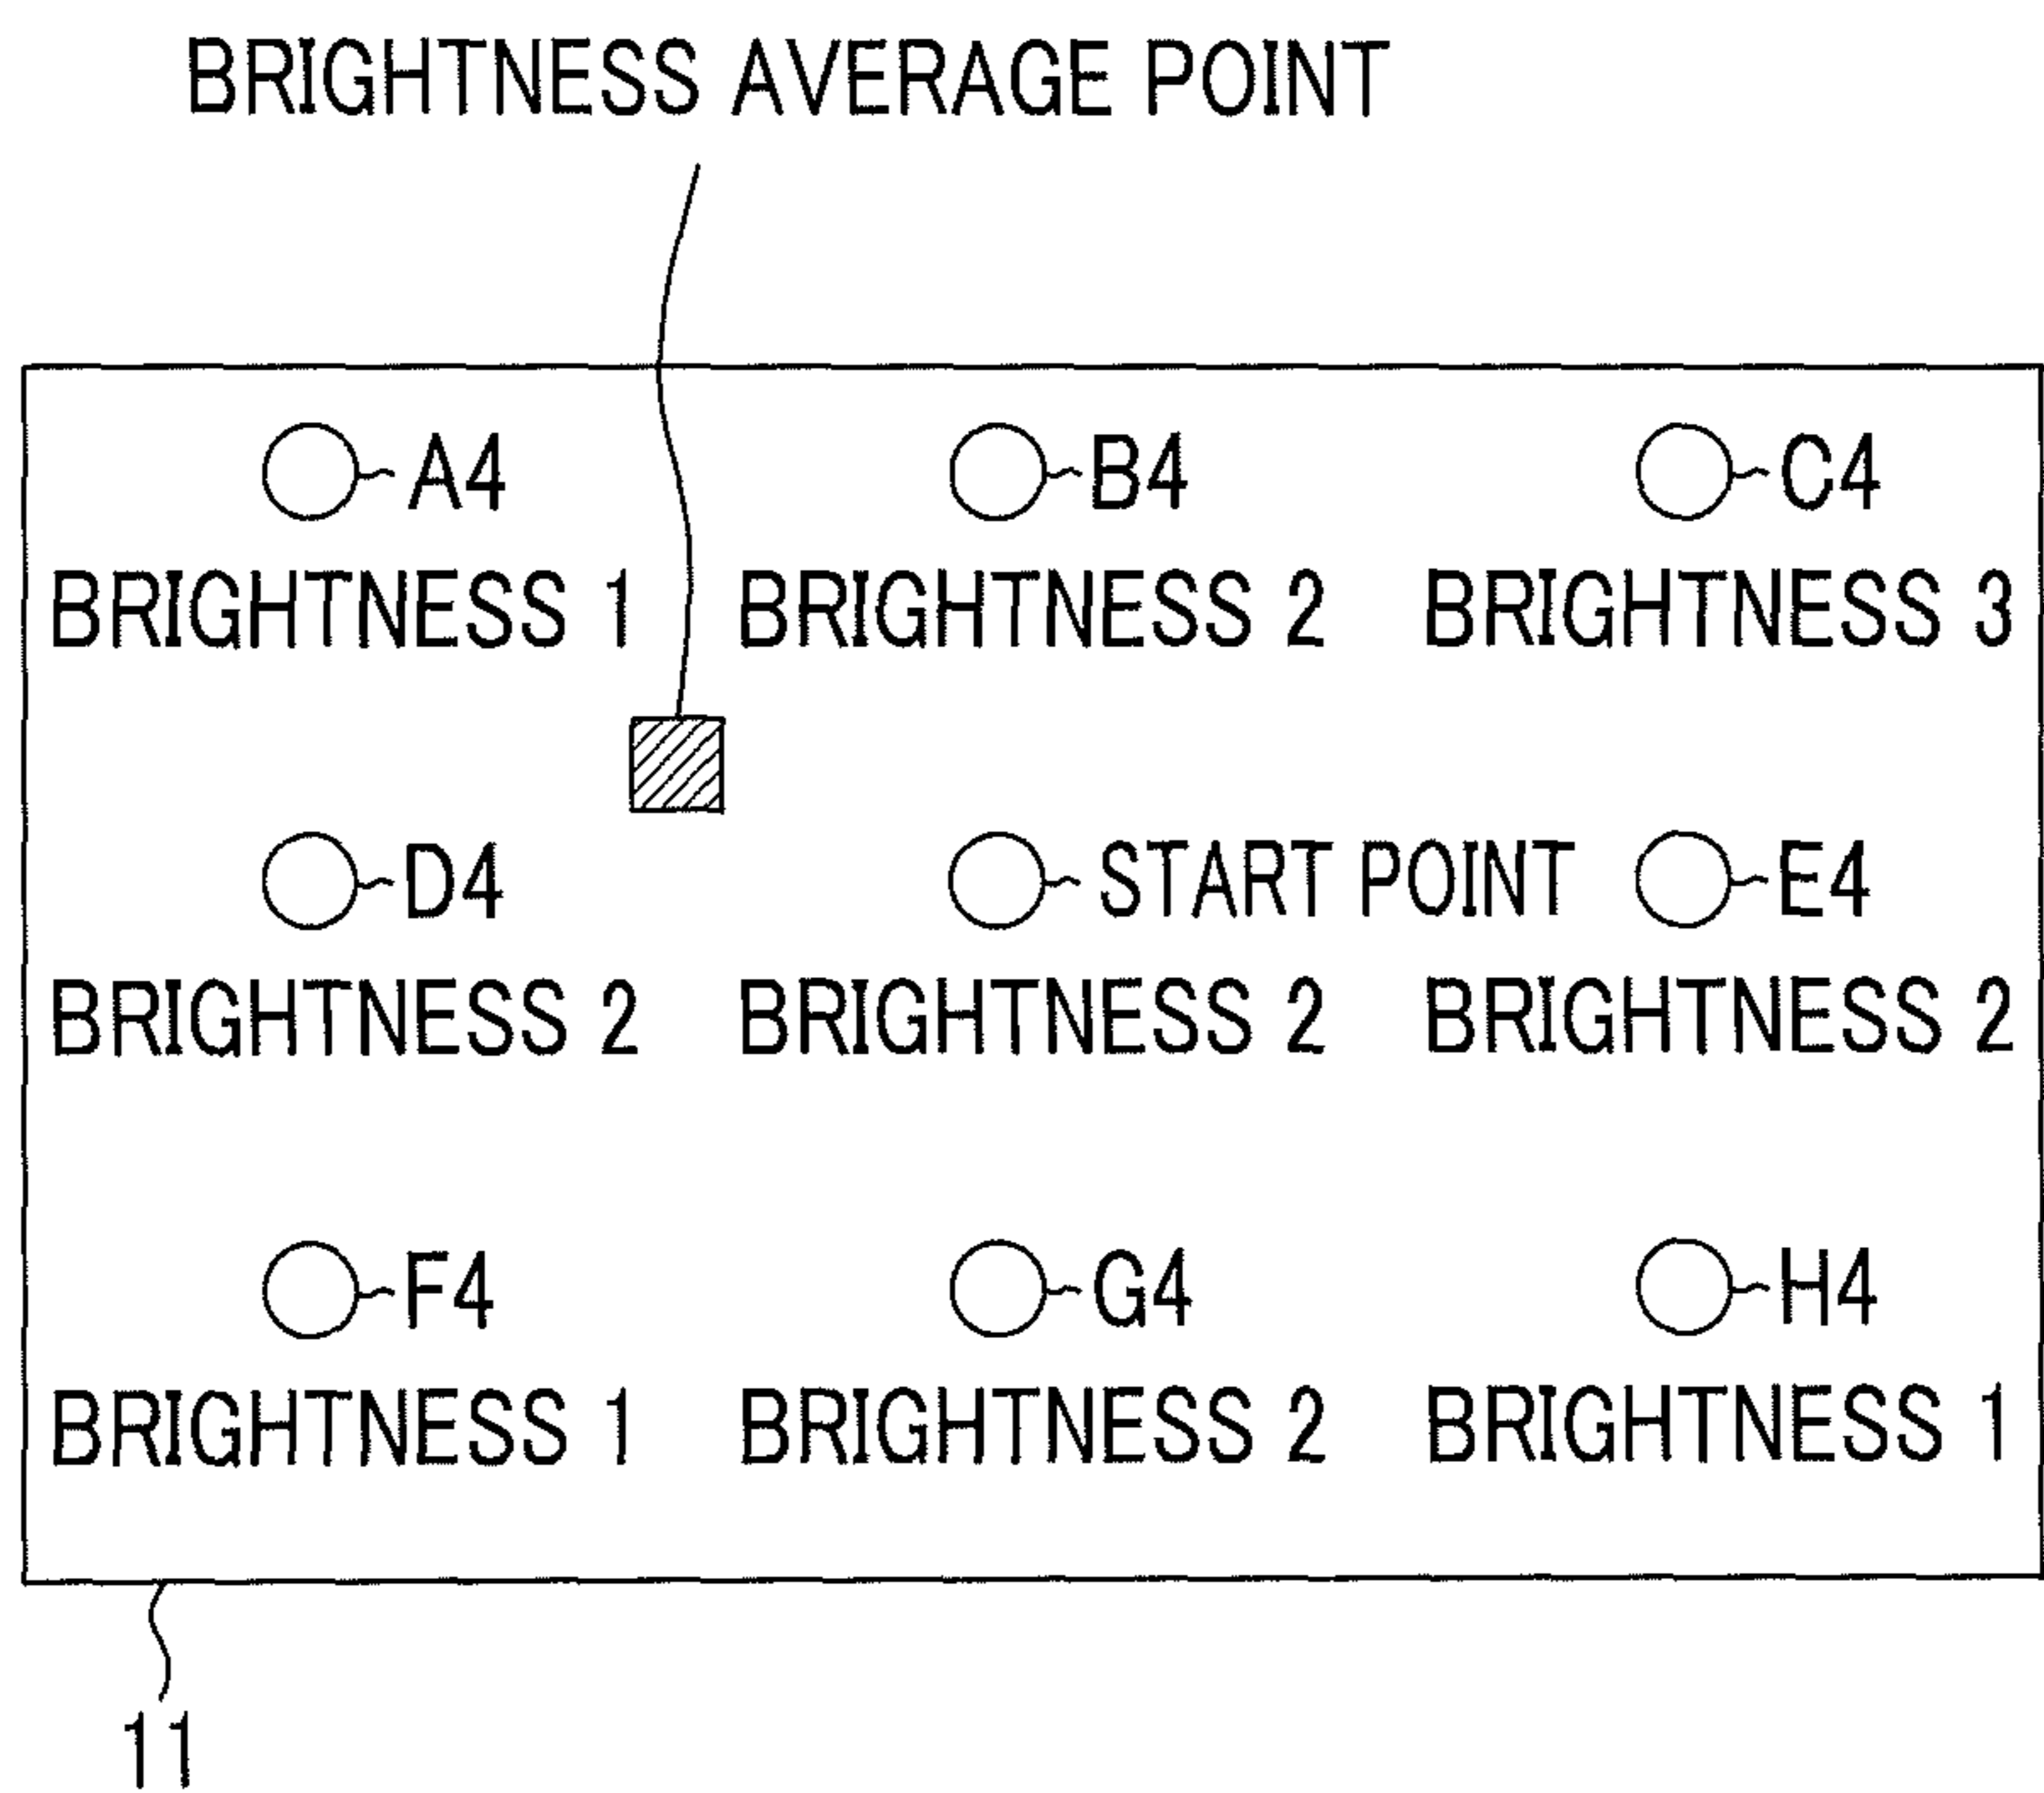 BRIGHTNESS AVERAGE POINT
A4 B4 C4
BRIGHTNESS 1 BRIGHTNESS 2 BRIGHTNESS 3
D4 START POINT E4
BRIGHTNESS 2 BRIGHTNESS 2 BRIGHTNESS 2
F4 G4 H4
BRIGHTNESS 1 BRIGHTNESS 2 BRIGHTNESS 1
11